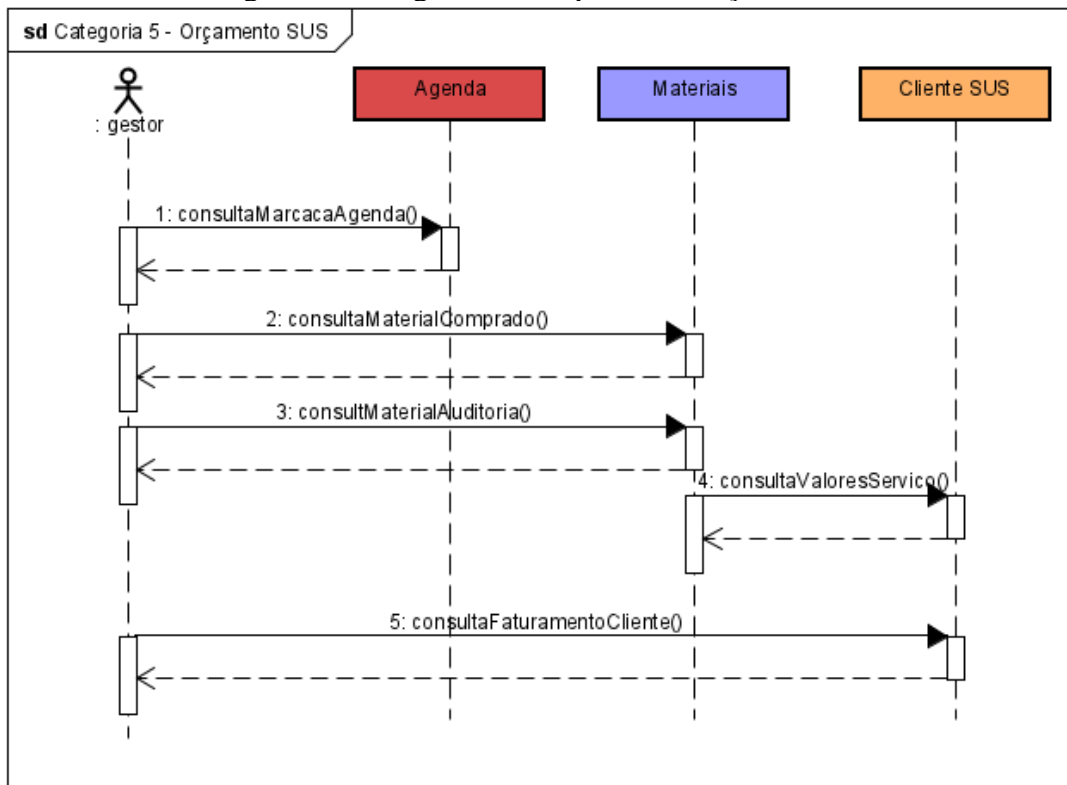 sd Categoria 5 - Orçamento SUS
: gestor
Agenda
Materiais
Cliente SUS
1: consultaMarcacaAgenda()
2: consultaMaterialComprado()
3: consultMaterialAuditoria()
4: consultaValoresServico()
5: consultaFaturamentoCliente()